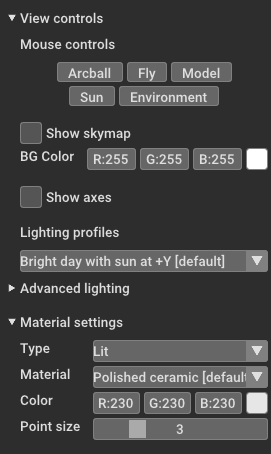 View controls
Mouse controls
Arcball Fly Model
Sun Environment
Show skymap
BG Color R:255 G:255 B:255
Show axes
Lighting profiles
Bright day with sun at +Y [default]
Advanced lighting
Material settings
Type Lit
Material Polished ceramic [defaul
Color R:230 G:230 B:230
Point size 3